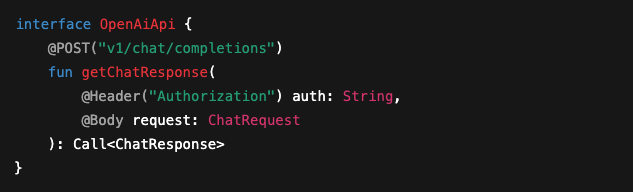 interface OpenAiApi {
    @POST("v1/chat/completions")
    fun getChatResponse(
        @Header("Authorization") auth: String,
        @Body request: ChatRequest
    ): Call<ChatResponse>
}